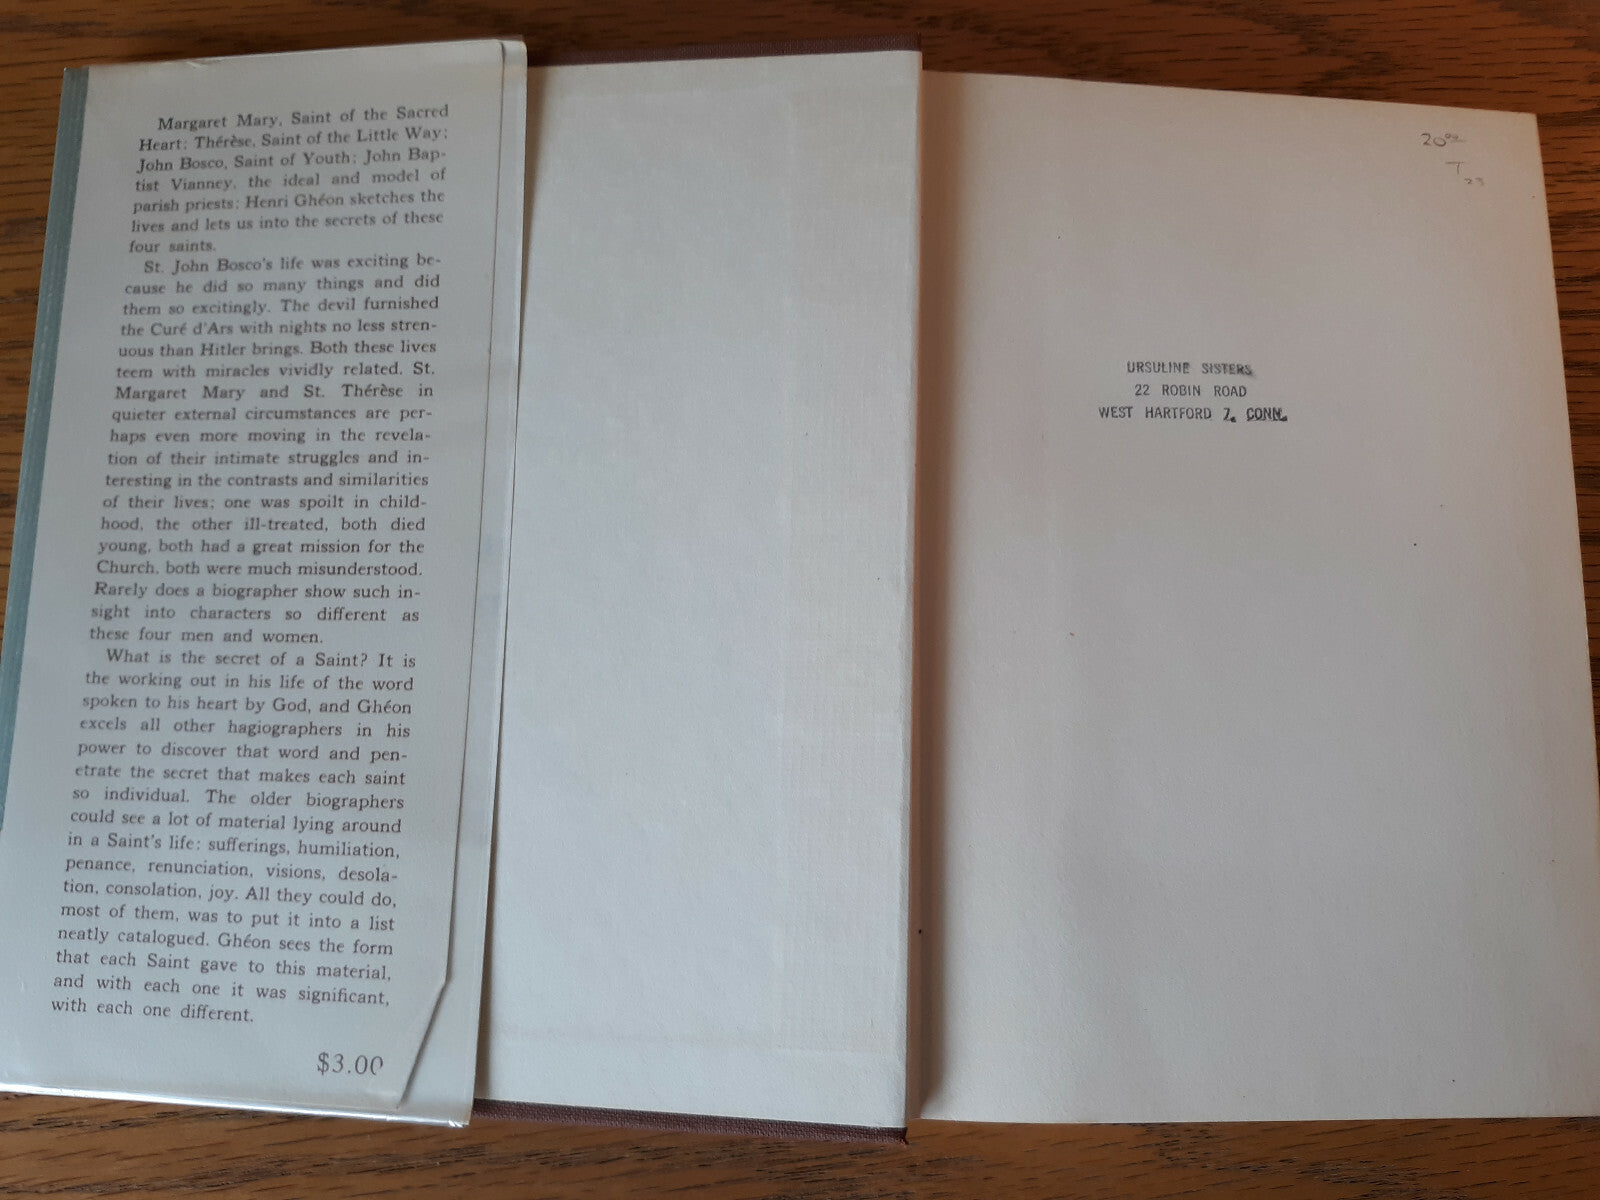 Margaret Mary, Saint of the Sacred
Heart; Thérèse, Saint of the Little Way;
John Bosco, Saint of Youth; John Bap-
tist Vianney, the ideal and model of
parish priests; Henri Ghéon sketches the
lives and lets us into the secrets of these
four saints.
St. John Bosco's life was exciting be-
cause he did so many things and did
them so excitingly. The devil furnished
the Curé d'Ars with nights no less stren-
uous than Hitler brings. Both these lives
teem with miracles vividly related. St.
Margaret Mary and St. Thérèse in
quieter external circumstances are per-
haps even more moving in the revela-
tion of their intimate struggles and in-
teresting in the contrasts and similarities
of their lives; one was spoilt in child-
hood, the other ill-treated, both died
young, both had a great mission for the
Church, both were much misunderstood.
Rarely does a biographer show such in-
sight into characters so different as
these four men and women.
What is the secret of a Saint? It is
the working out in his life of the word
spoken to his heart by God, and Ghéon
excels all other hagiographers in his
power to discover that word and pen-
etrate the secret that makes each saint
so individual. The older biographers
could see a lot of material lying around
in a Saint's life; sufferings, humiliation,
penance, renunciation, visions, desola-
tion, consolation, joy. All they could do,
most of them, was to put it into a list
neatly catalogued. Ghéon sees the form
that each Saint gave to this material,
and with each one it was significant,
with each one different.
$3.00
20.00
T
23
URSULINE SISTERS
22 ROBIN ROAD
WEST HARTFORD 7, CONN.